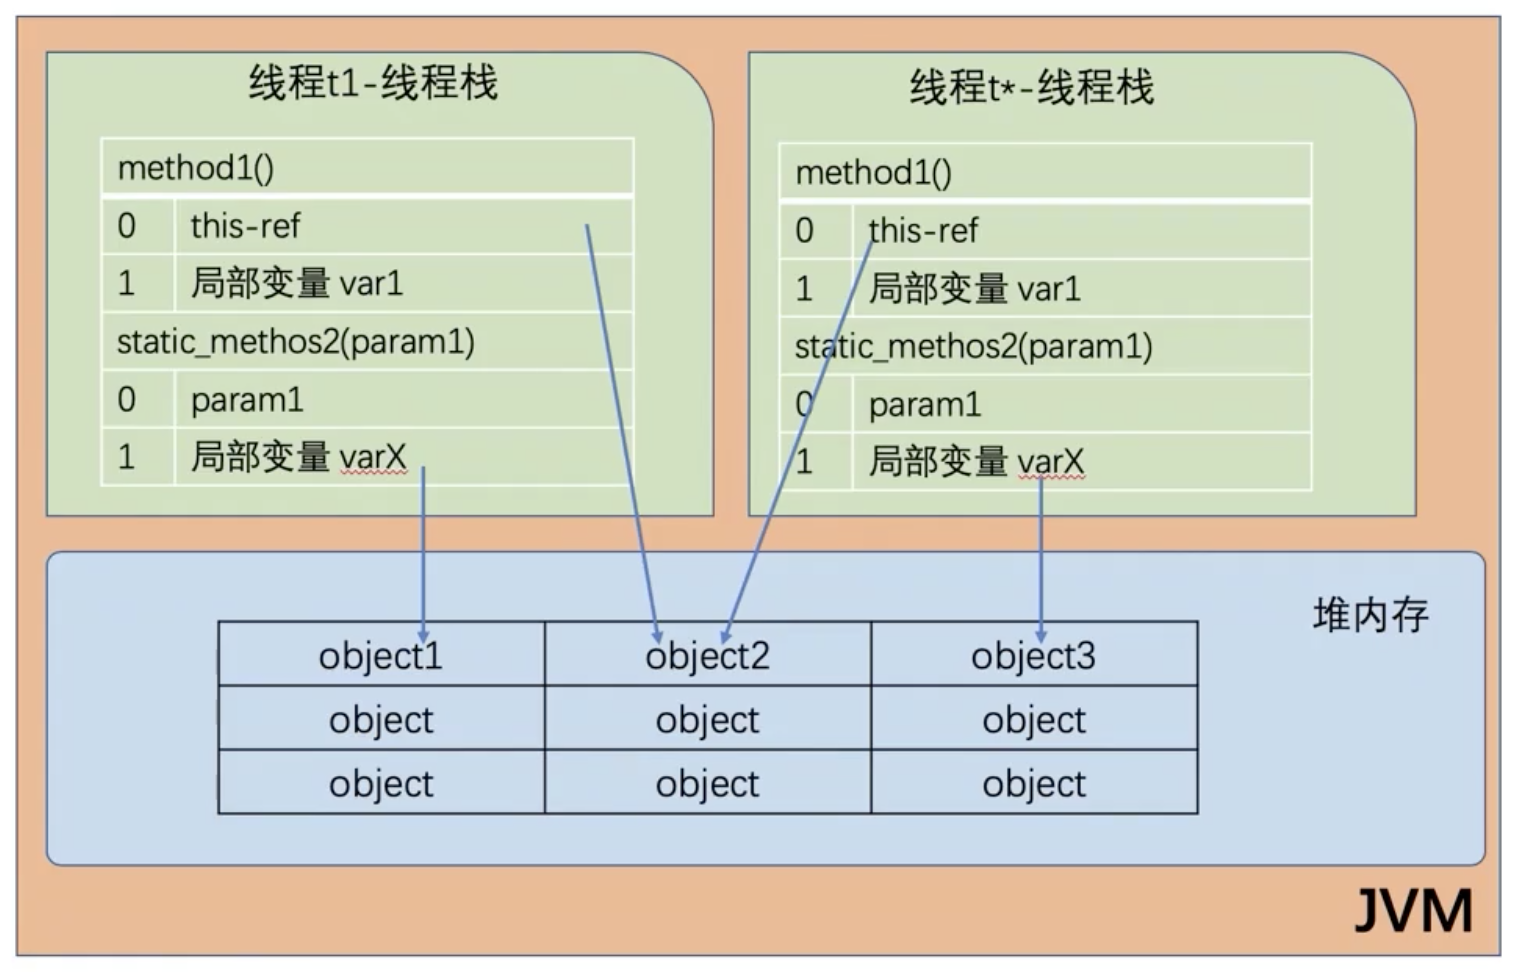 线程t1-线程栈
method1()
0 this-ref
1 局部变量 var1
static_methos2(param1)
0 param1
1 局部变量 varX
线程t*-线程栈
method1()
0 this-ref
1 局部变量 var1
static_methos2(param1)
0 param1
1 局部变量 varX
堆内存
object1 object2 object3
object object object
object object object
JVM